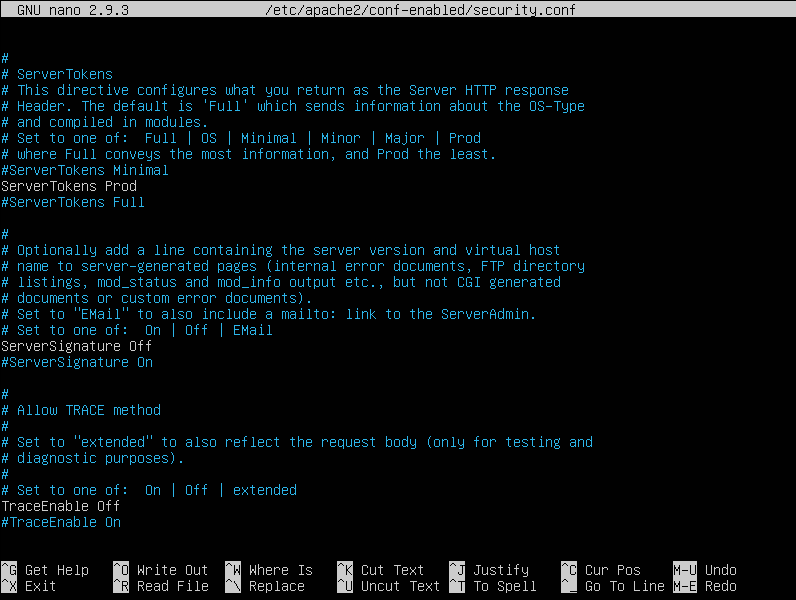 GNU nano 2.9.3 /etc/apache2/conf-enabled/security.conf
#
# ServerTokens
# This directive configures what you return as the Server HTTP response
# Header. The default is 'Full' which sends information about the OS-Type
# and compiled in modules.
# Set to one of:  Full | OS | Minimal | Minor | Major | Prod
# where Full conveys the most information, and Prod the least.
#ServerTokens Minimal
ServerTokens Prod
#ServerTokens Full
#
# Optionally add a line containing the server version and virtual host
# name to server-generated pages (internal error documents, FTP directory
# listings, mod_status and mod_info output etc., but not CGI generated
# documents or custom error documents).
# Set to "EMail" to also include a mailto: link to the ServerAdmin.
# Set to one of:  On | Off | EMail
ServerSignature Off
#ServerSignature On
#
# Allow TRACE method
#
# Set to "extended" to also reflect the request body (only for testing and
# diagnostic purposes).
#
# Set to one of:  On | Off | extended
TraceEnable Off
#TraceEnable On
^G Get Help ^O Write Out ^W Where Is ^K Cut Text ^J Justify ^C Cur Pos M-U Undo
^X Exit ^R Read File ^\ Replace ^U Uncut Text ^T To Spell ^_ Go To Line M-E Redo